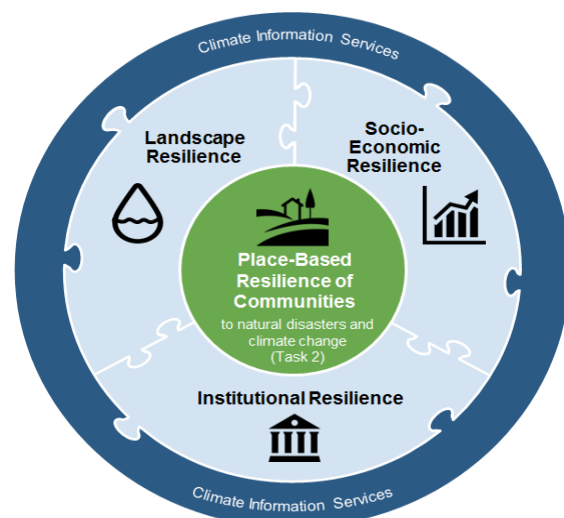 Climate Information Services
Landscape
Resilience
Socio-
Economic
Resilience
Place-Based
Resilience of
Communities
to natural disasters and
climate change
(Task 2)
Institutional Resilience
Climate Information Services